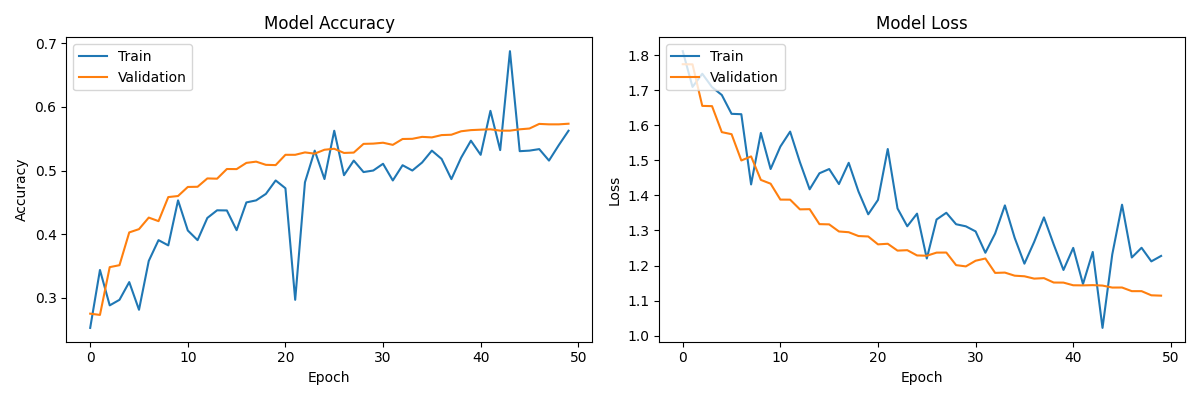 Model Accuracy
Train
Validation
0.7
0.6
0.5
0.4
0.3
Accuracy
0 10 20 30 40 50
Epoch
Model Loss
Train
Validation
1.8
1.7
1.6
1.5
1.4
1.3
1.2
1.1
1.0
Loss
0 10 20 30 40 50
Epoch